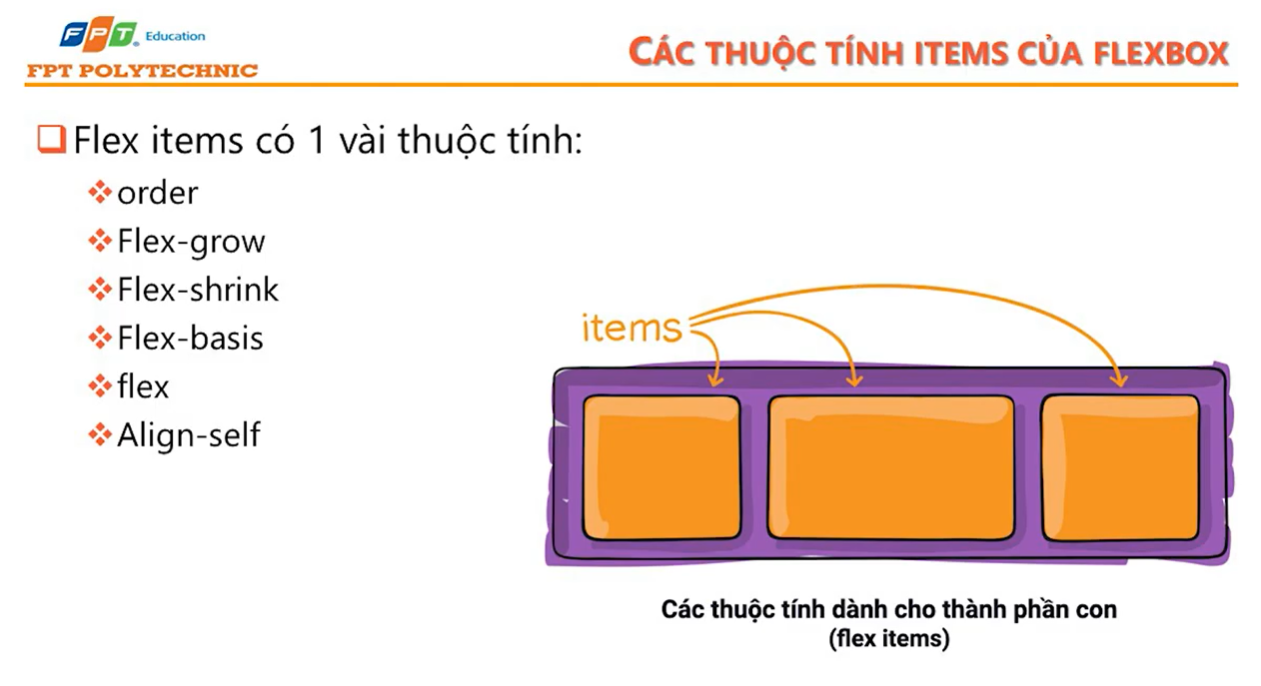 FPT Education
FPT POLYTECHNIC
CÁC THUỘC TÍNH ITEMS CỦA FLEXBOX
Flex items có 1 vài thuộc tính:
order
Flex-grow
Flex-shrink
Flex-basis
flex
Align-self
items
Các thuộc tính dành cho thành phần con
(flex items)